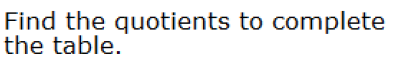 Find the quotients to complete
the table.